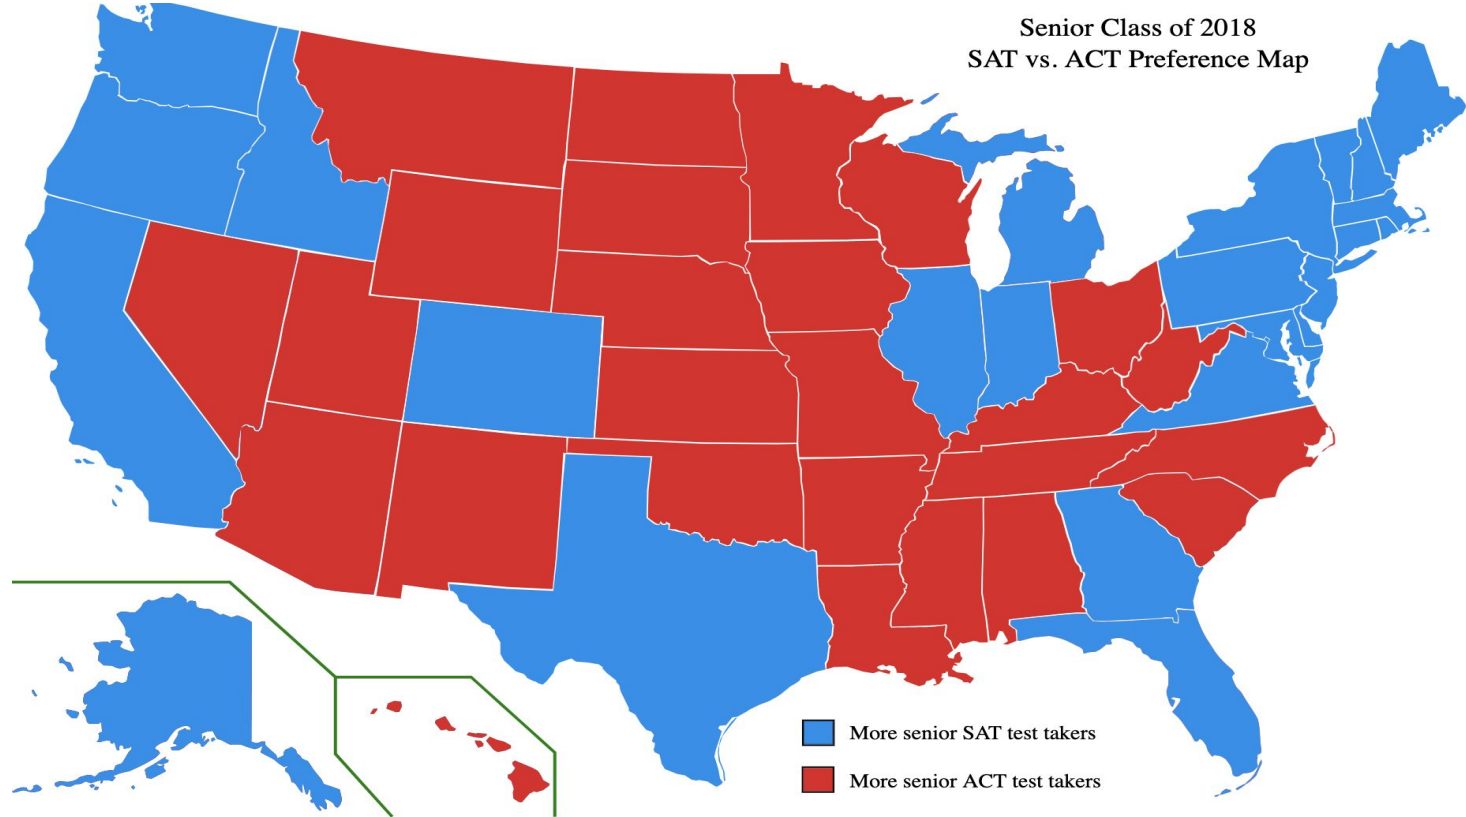 Senior Class of 2018
SAT vs. ACT Preference Map
More senior SAT test takers
More senior ACT test takers